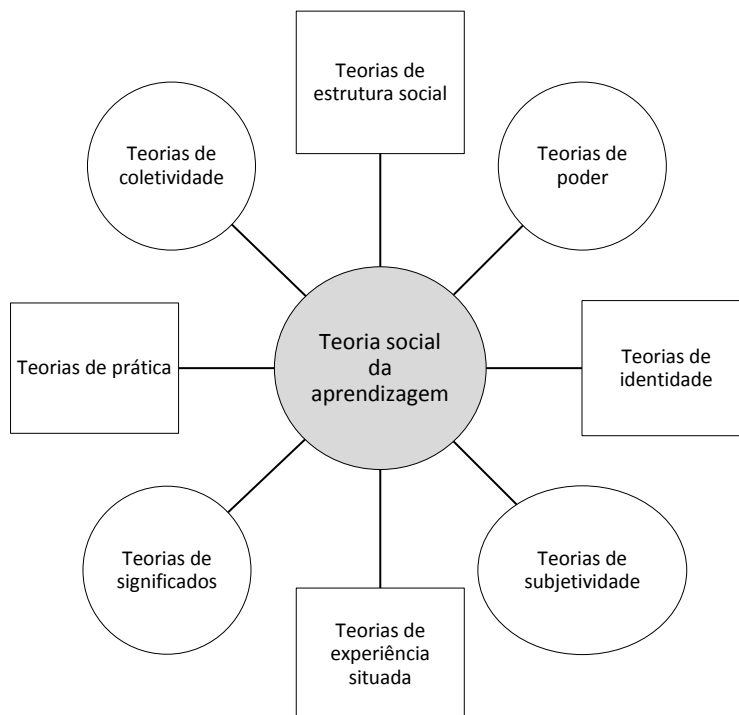 Teorias de
estrutura social
Teorias de
coletividade
Teorias de
poder
Teorias de prática
Teoria social
da
aprendizagem
Teorias de
identidade
Teorias de
significados
Teorias de
subjetividade
Teorias de
experiência
situada